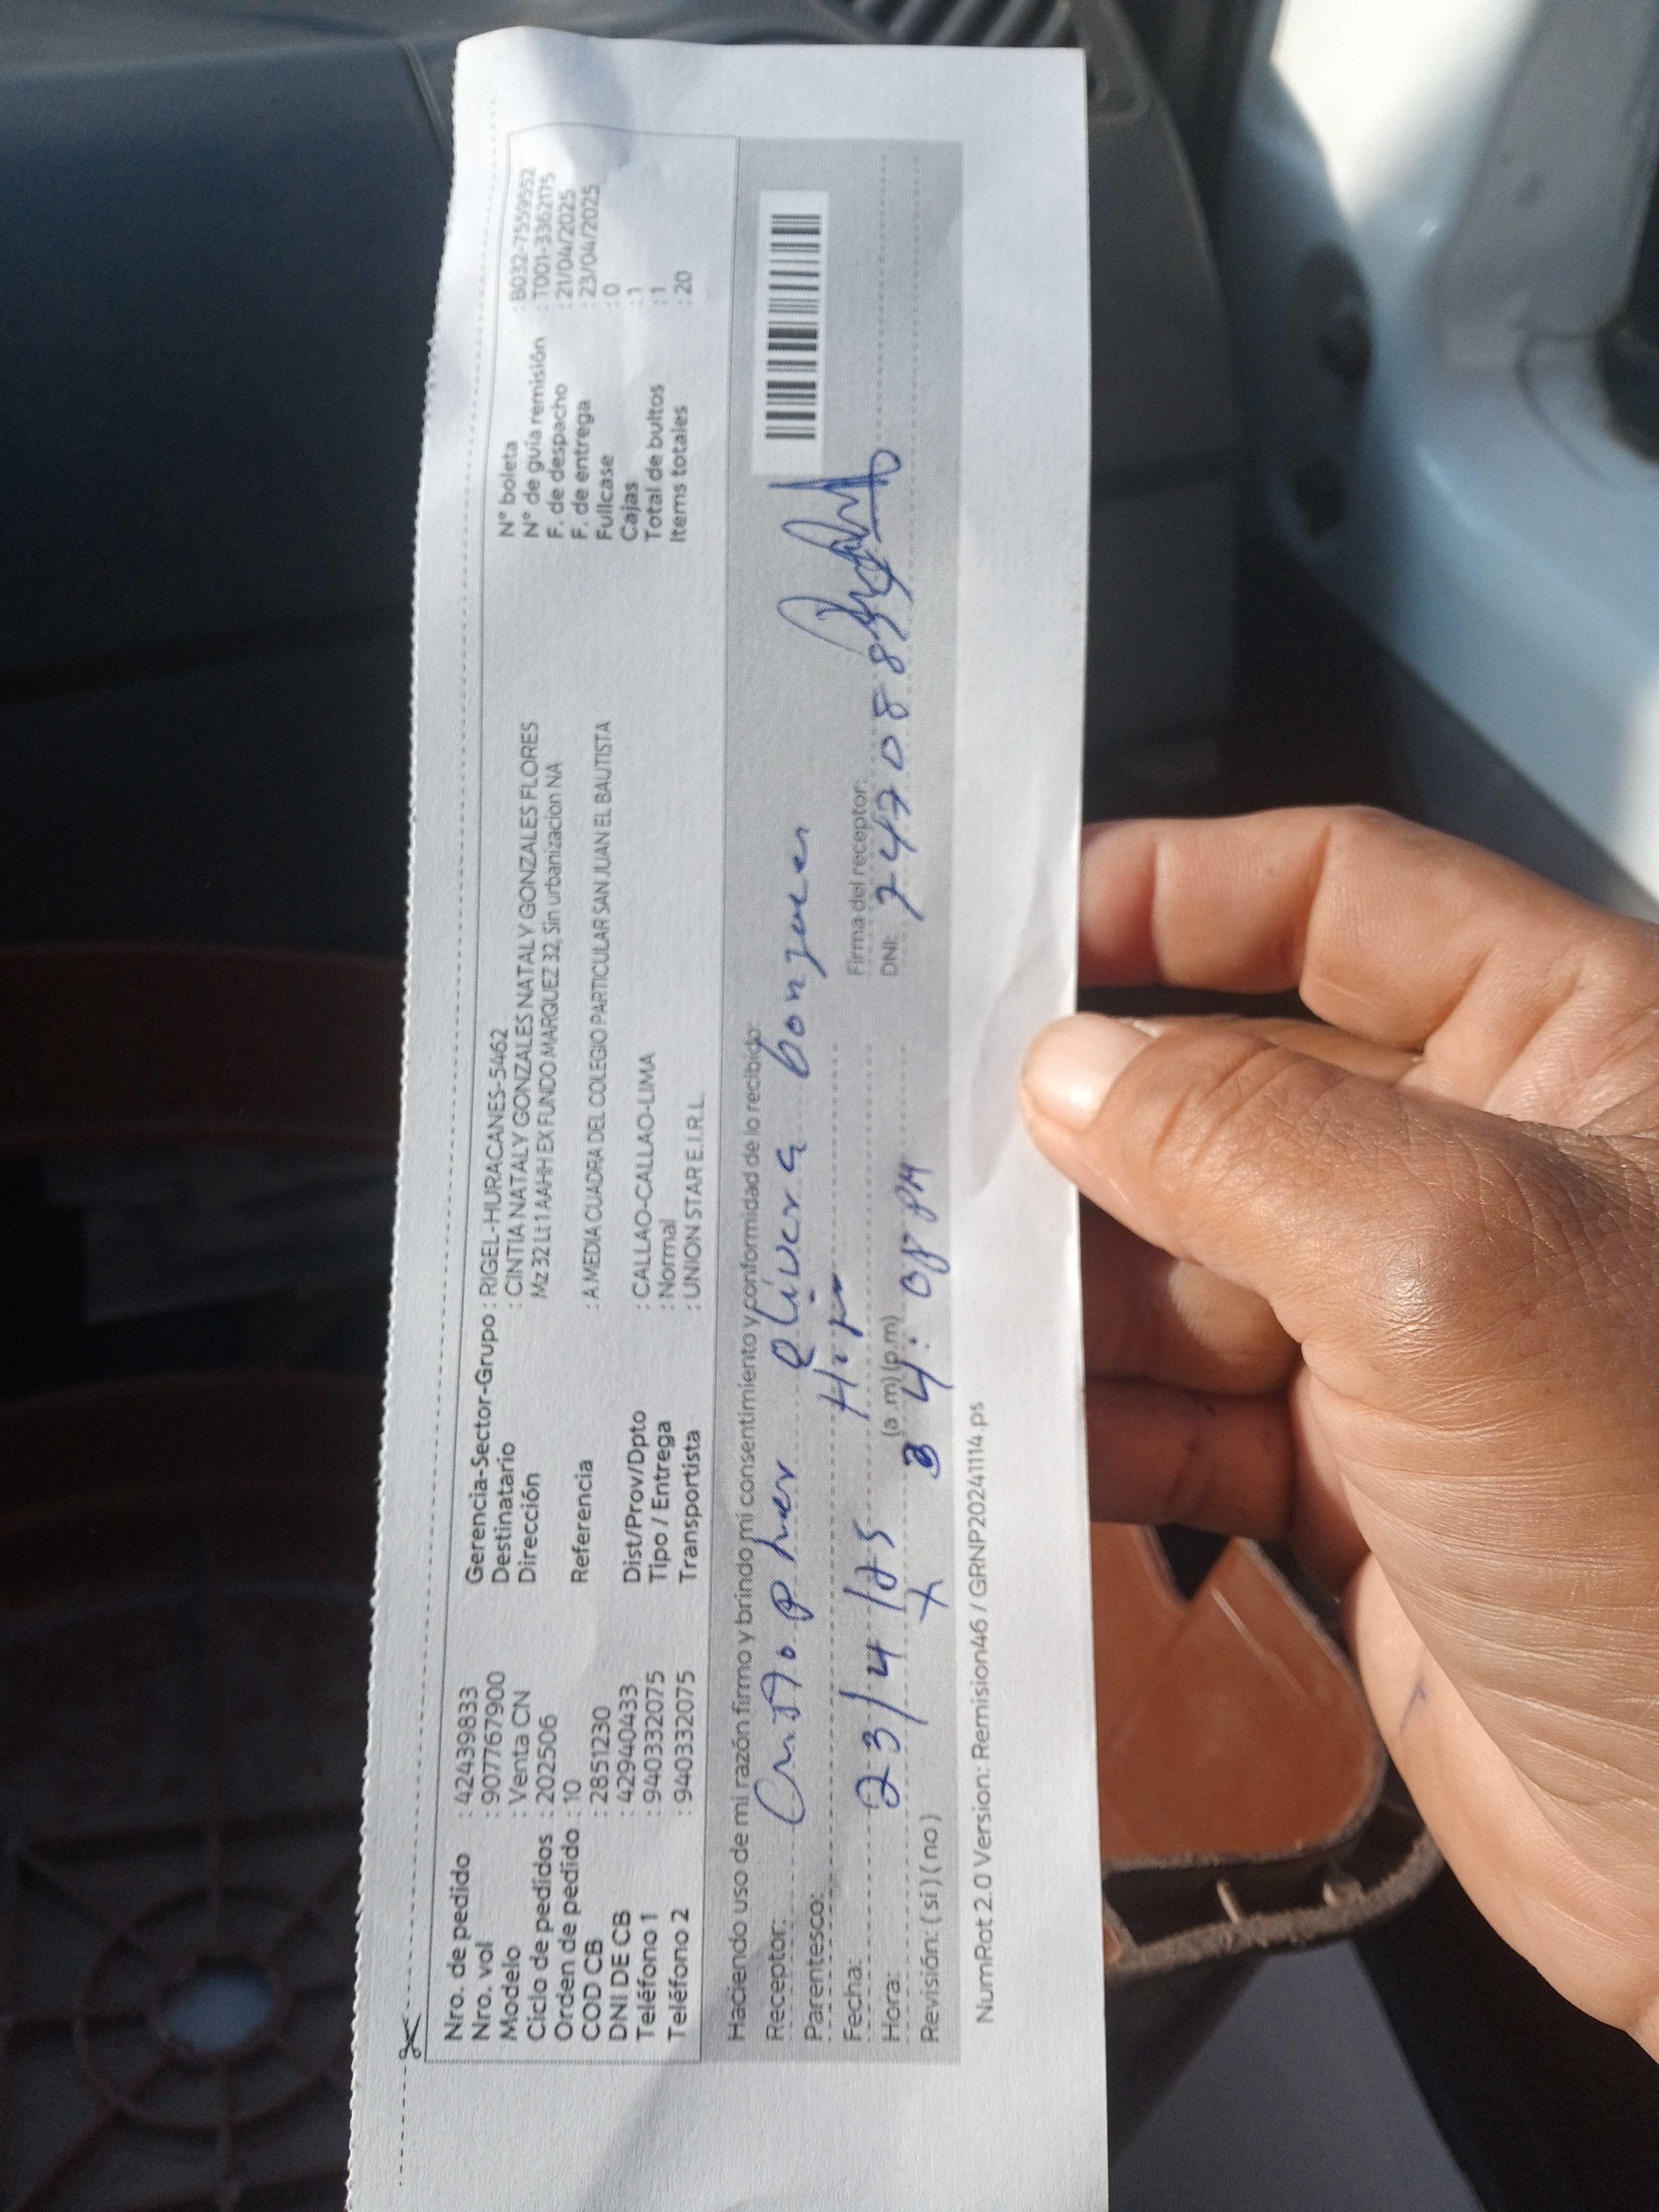 Nro. de pedido : 42439833
Nro. vol : 907767900
Modelo : Venta CN
Ciclo de pedidos : 202506
Orden de pedido : 10
COD CB : 2851230
DNI DE CB : 42940433
Teléfono 1 : 940332075
Teléfono 2 : 940332075
Gerencia-Sector-Grupo : RIGEL-HURACANES-5462
Destinatario : CINTIA NATALY GONZALES NATALY GONZALES FLORES
Dirección Mz 32 Lt 1 AAHH EX FUNDO MARQUEZ 32, Sin urbanizacion NA
Referencia : A MEDIA CUADRA DEL COLEGIO PARTICULAR SAN JUAN EL BAUTISTA
Dist/Prov/Dpto : CALLAO-CALLAO-LIMA
Tipo / Entrega : Normal
Transportista : UNION STAR E.I.R.L.
N° boleta : B032-7559552
N° de guía remisión : T001-3362175
F. de despacho : 21/04/2025
F. de entrega : 23/04/2025
Fullcase : 0
Cajas : 1
Total de bultos : 1
Items totales : 20
Haciendo uso de mi razón firmo y brindo mi consentimiento y conformidad de lo recibido:
Receptor:
Parentesco:
Fecha: 23/4/25
Hora: (a.m) (p.m) 4:08 PM
Revisión: (si) (no) X
Firma del receptor:
DNI: 7470888
NumRot 2.0 Version: Remision46 / GRNP20241114.ps